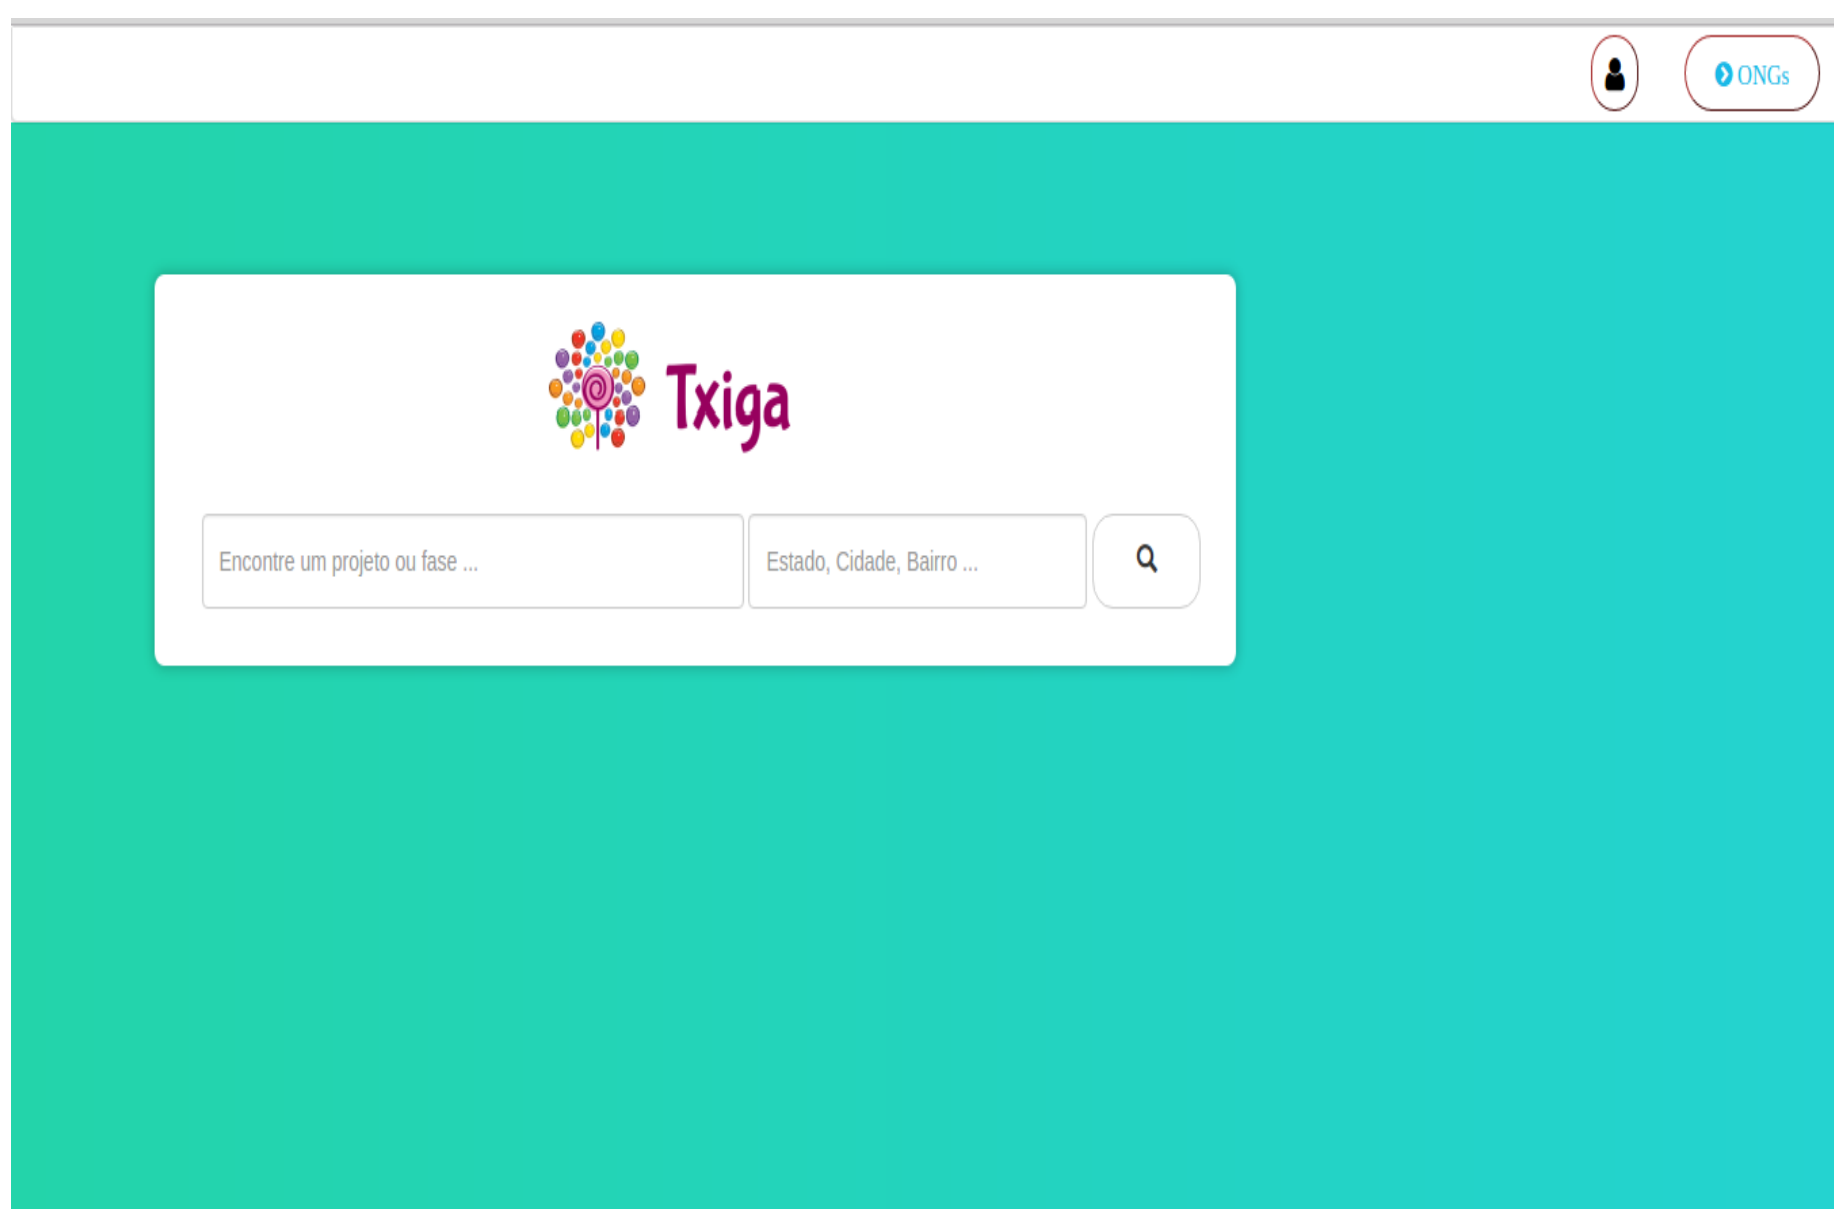 ONGs
Txiga
Encontre um projeto ou fase ...
Estado, Cidade, Bairro ...